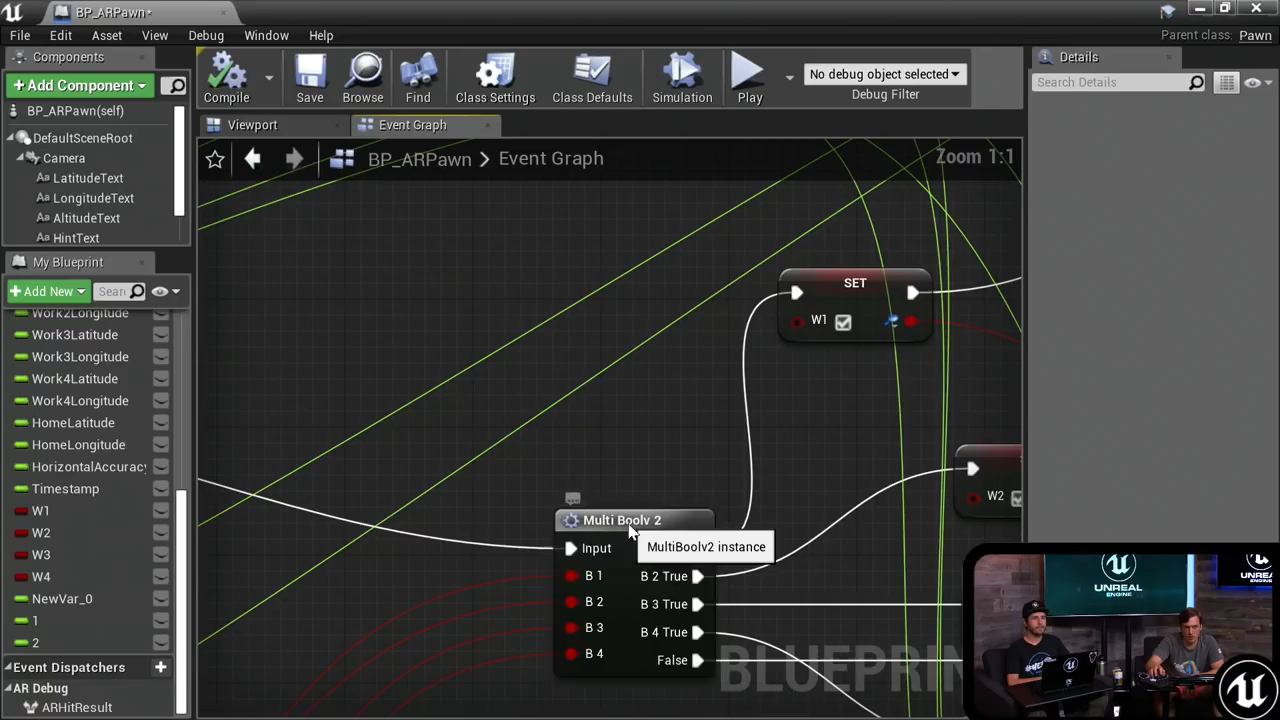 BP_ARPawn*
File Edit Asset View Debug Window Help
Parent class: Pawn
Components
+Add Component
BP_ARPawn(self)
DefaultSceneRoot
Camera
LatitudeText
LongitudeText
AltitudeText
HintText
My Blueprint
+Add New
Sear
Work2Longitude
Work3Latitude
Work3Longitude
Work4Latitude
Work4Longitude
HomeLatitude
HomeLongitude
HorizontalAccuracy
Timestamp
W1
W2
W3
W4
NewVar_0
1
2
Event Dispatchers
AR Debug
ARHitResult
Compile
Save
Browse
Find
Class Settings
Class Defaults
Simulation
Play
No debug object selected
Debug Filter
Viewport
Event Graph
BP_ARPawn > Event Graph
Zoom 1:1
SET
W1
W2
Multi Boolv 2
MultiBoolv2 instance
Input
B 1
B 2 True
B 2
B 3 True
B 3
B 4 True
B 4
False
BLUEPRIN
Details
Search Details
UNREAL
ENGINE